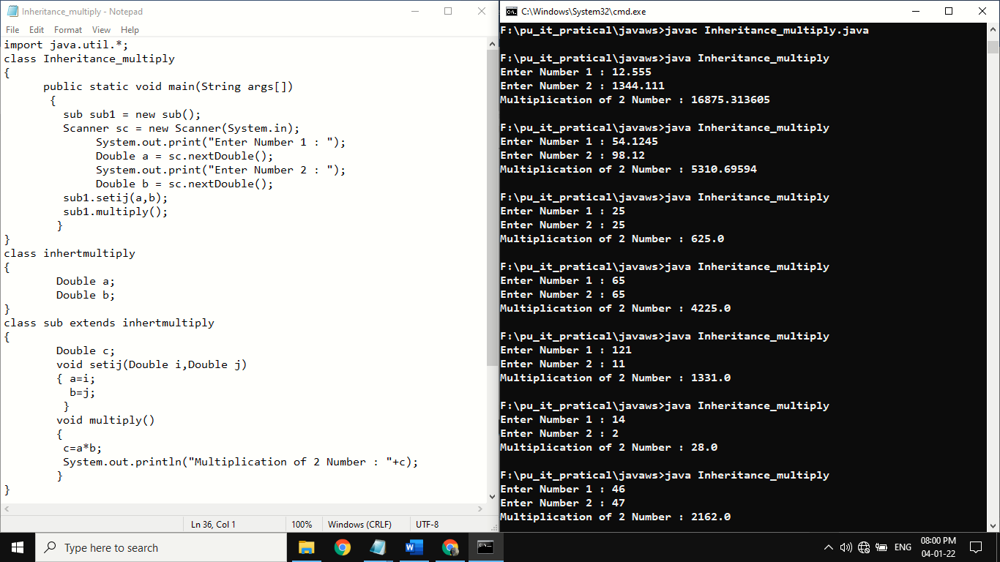 Inheritance_multiply - Notepad
File Edit Format View Help
import java.util.*;
class Inheritance_multiply
{
public static void main(String args[])
{
sub sub1 = new sub();
Scanner sc = new Scanner(System.in);
System.out.print("Enter Number 1 : ");
Double a = sc.nextDouble();
System.out.print("Enter Number 2 : ");
Double b = sc.nextDouble();
sub1.setij(a,b);
sub1.multiply();
}
}
class inhertmultiply
{
Double a;
Double b;
}
class sub extends inhertmultiply
{
Double c;
void setij(Double i,Double j)
{ a=i;
b=j;
}
void multiply()
{
c=a*b;
System.out.println("Multiplication of 2 Number : "+c);
}
}
Ln 36, Col 1 100% Windows (CRLF) UTF-8
C:\Windows\System32\cmd.exe
F:\pu_it_pratical\javaws>javac Inheritance_multiply.java
F:\pu_it_pratical\javaws>java Inheritance_multiply
Enter Number 1 : 12.555
Enter Number 2 : 1344.111
Multiplication of 2 Number : 16875.313605
F:\pu_it_pratical\javaws>java Inheritance_multiply
Enter Number 1 : 54.1245
Enter Number 2 : 98.12
Multiplication of 2 Number : 5310.69594
F:\pu_it_pratical\javaws>java Inheritance_multiply
Enter Number 1 : 25
Enter Number 2 : 25
Multiplication of 2 Number : 625.0
F:\pu_it_pratical\javaws>java Inheritance_multiply
Enter Number 1 : 65
Enter Number 2 : 65
Multiplication of 2 Number : 4225.0
F:\pu_it_pratical\javaws>java Inheritance_multiply
Enter Number 1 : 121
Enter Number 2 : 11
Multiplication of 2 Number : 1331.0
F:\pu_it_pratical\javaws>java Inheritance_multiply
Enter Number 1 : 14
Enter Number 2 : 2
Multiplication of 2 Number : 28.0
F:\pu_it_pratical\javaws>java Inheritance_multiply
Enter Number 1 : 46
Enter Number 2 : 47
Multiplication of 2 Number : 2162.0
Type here to search
ENG
08:00 PM
04-01-22